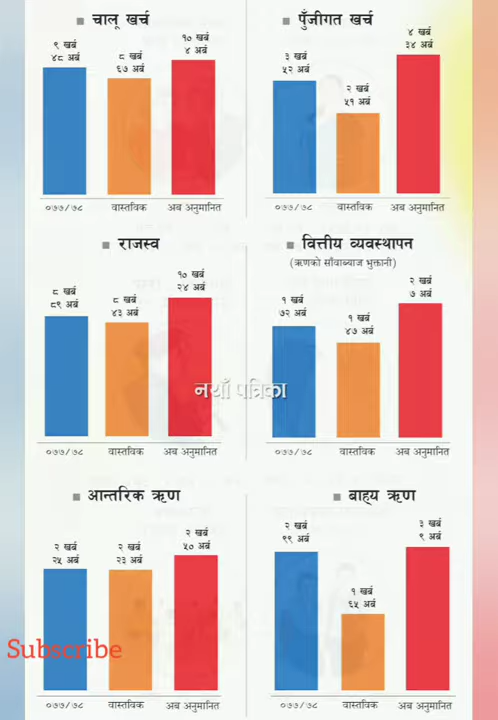 चालू खर्च
९ खर्ब
४८ अर्ब
८ खर्ब
६७ अर्ब
१० खर्ब
४ अर्ब
०७७/७८ वास्तविक अब अनुमानित
पुँजीगत खर्च
३ खर्ब
५२ अर्ब
२ खर्ब
५१ अर्ब
४ खर्ब
३४ अर्ब
०७७/७८ वास्तविक अब अनुमानित
राजस्व
८ खर्ब
८९ अर्ब
८ खर्ब
४३ अर्ब
१० खर्ब
२४ अर्ब
०७७/७८ वास्तविक अब अनुमानित
वित्तीय व्यवस्थापन
(ऋणको साँवाब्याज भुक्तानी)
१ खर्ब
७२ अर्ब
१ खर्ब
४७ अर्ब
२ खर्ब
७ अर्ब
०७७/७८ वास्तविक अब अनुमानित
नयाँ पत्रिका
आन्तरिक ऋण
२ खर्ब
२५ अर्ब
२ खर्ब
२३ अर्ब
२ खर्ब
५० अर्ब
०७७/७८ वास्तविक अब अनुमानित
बाह्य ऋण
२ खर्ब
९९ अर्ब
१ खर्ब
६५ अर्ब
३ खर्ब
९ अर्ब
०७७/७८ वास्तविक अब अनुमानित
Subscribe